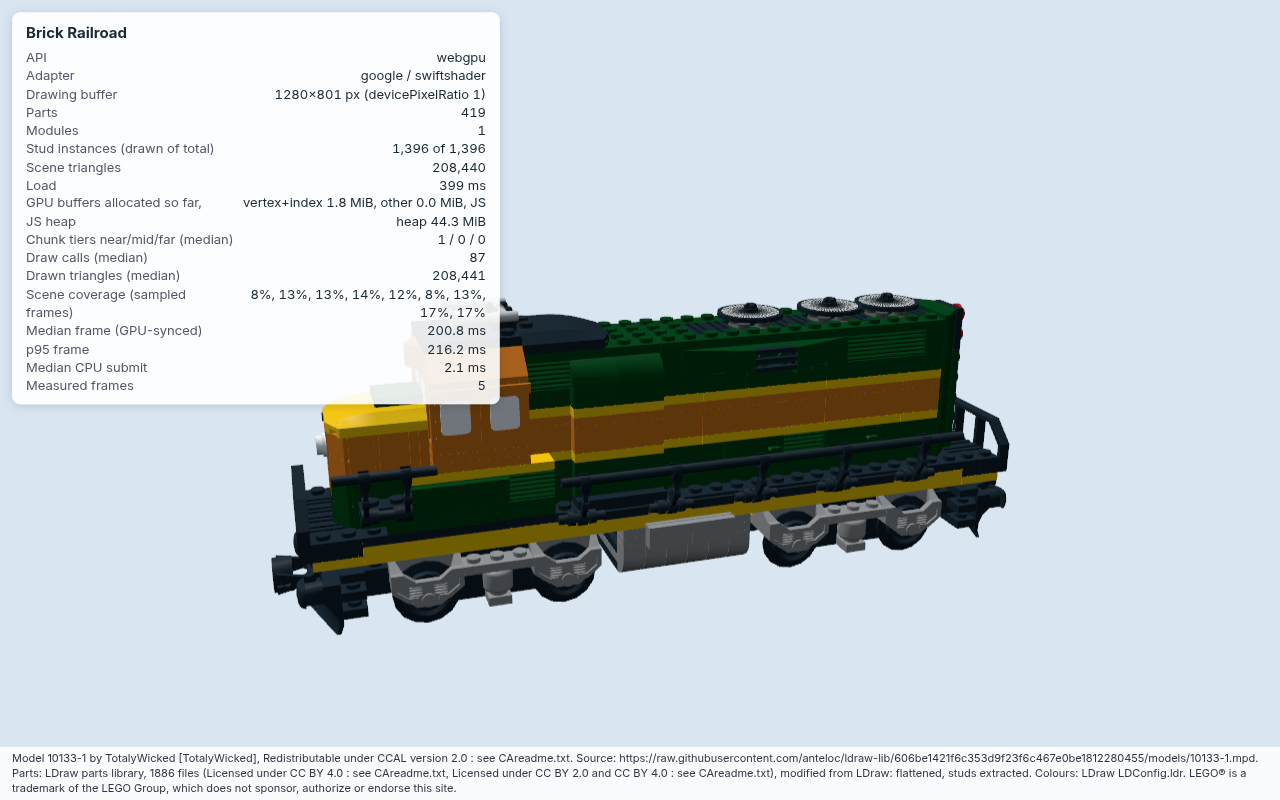 Brick Railroad
API webgpu
Adapter google / swiftshader
Drawing buffer 1280×801 px (devicePixelRatio 1)
Parts 419
Modules 1
Stud instances (drawn of total) 1,396 of 1,396
Scene triangles 208,440
Load 399 ms
GPU buffers allocated so far, vertex+index 1.8 MiB, other 0.0 MiB, JS
JS heap heap 44.3 MiB
Chunk tiers near/mid/far (median) 1 / 0 / 0
Draw calls (median) 87
Drawn triangles (median) 208,441
Scene coverage (sampled 8%, 13%, 13%, 14%, 12%, 8%, 13%,
frames) 17%, 17%
Median frame (GPU-synced) 200.8 ms
p95 frame 216.2 ms
Median CPU submit 2.1 ms
Measured frames 5
Model 10133-1 by TotalyWicked [TotalyWicked], Redistributable under CCAL version 2.0 : see CAreadme.txt. Source: https://raw.githubusercontent.com/anteloc/ldraw-lib/606be1421f6c353d9f23f6c467e0be1812280455/models/10133-1.mpd.
Parts: LDraw parts library, 1886 files (Licensed under CC BY 4.0 : see CAreadme.txt, Licensed under CC BY 2.0 and CC BY 4.0 : see CAreadme.txt), modified from LDraw: flattened, studs extracted. Colours: LDraw LDConfig.ldr. LEGO® is a
trademark of the LEGO Group, which does not sponsor, authorize or endorse this site.